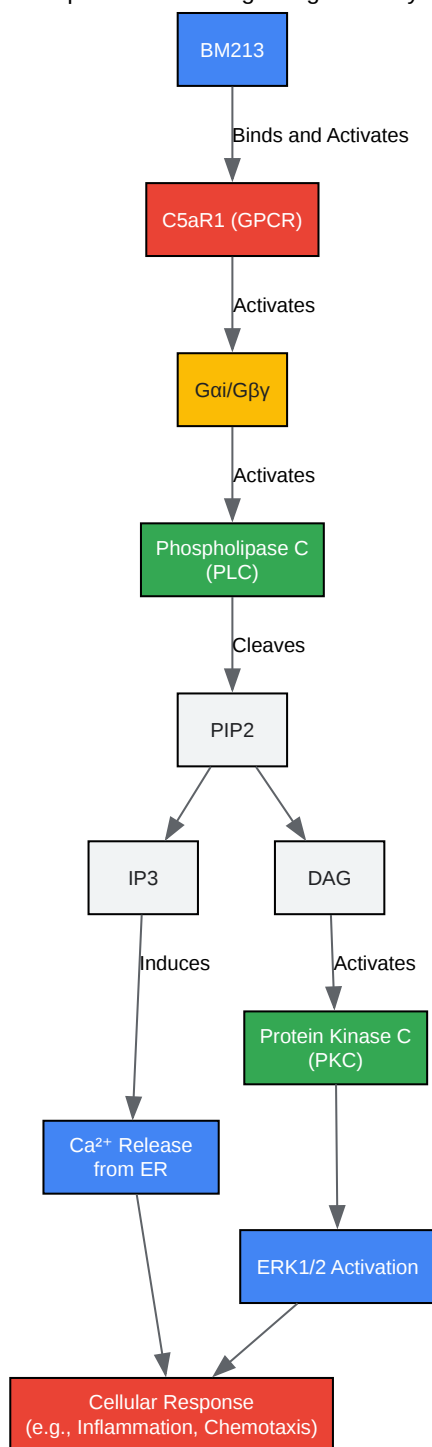 BM213
Binds and Activates
C5aR1 (GPCR)
Activates
Gαi/Gβγ
Activates
Phospholipase C
(PLC)
Cleaves
PIP2
IP3
DAG
Induces
Activates
Protein Kinase C
(PKC)
Ca²⁺ Release
from ER
ERK1/2 Activation
Cellular Response
(e.g., Inflammation, Chemotaxis)